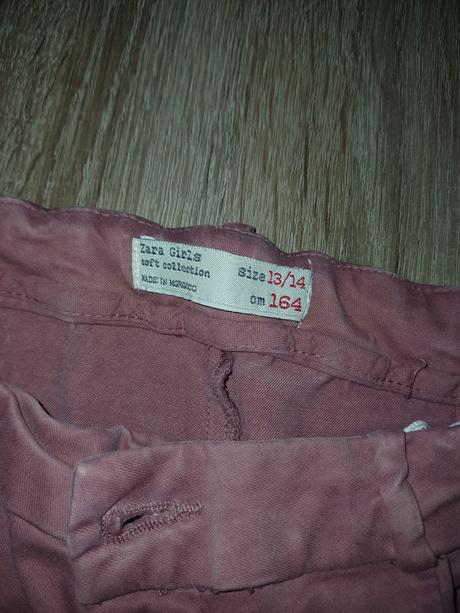 Zara Girls
soft collection
MADE IN MOROCCO
Size 13/14
cm 164